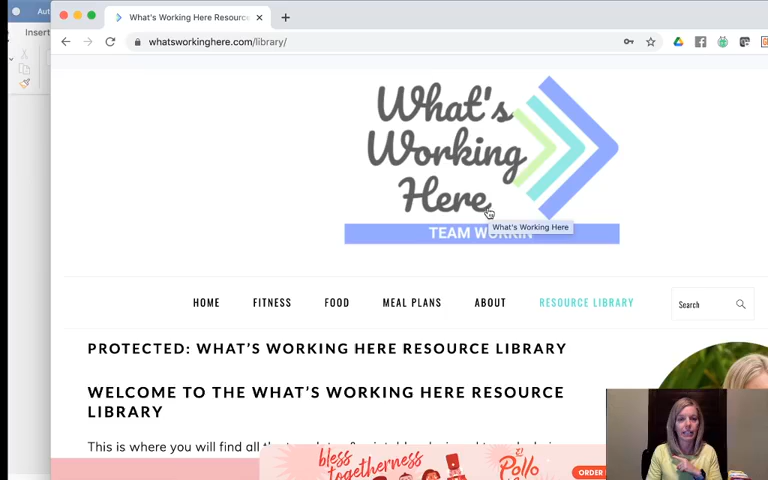 Aut
Insert
What's Working Here Resource
whatsworkinghere.com/library/
What's
Working
Here
What's Working Here
TEAM WORKIN
HOME FITNESS FOOD MEAL PLANS ABOUT RESOURCE LIBRARY Search
PROTECTED: WHAT'S WORKING HERE RESOURCE LIBRARY
WELCOME TO THE WHAT'S WORKING HERE RESOURCE
LIBRARY
This is where you will find all the
bless
togetherness
Pollo
ORDER